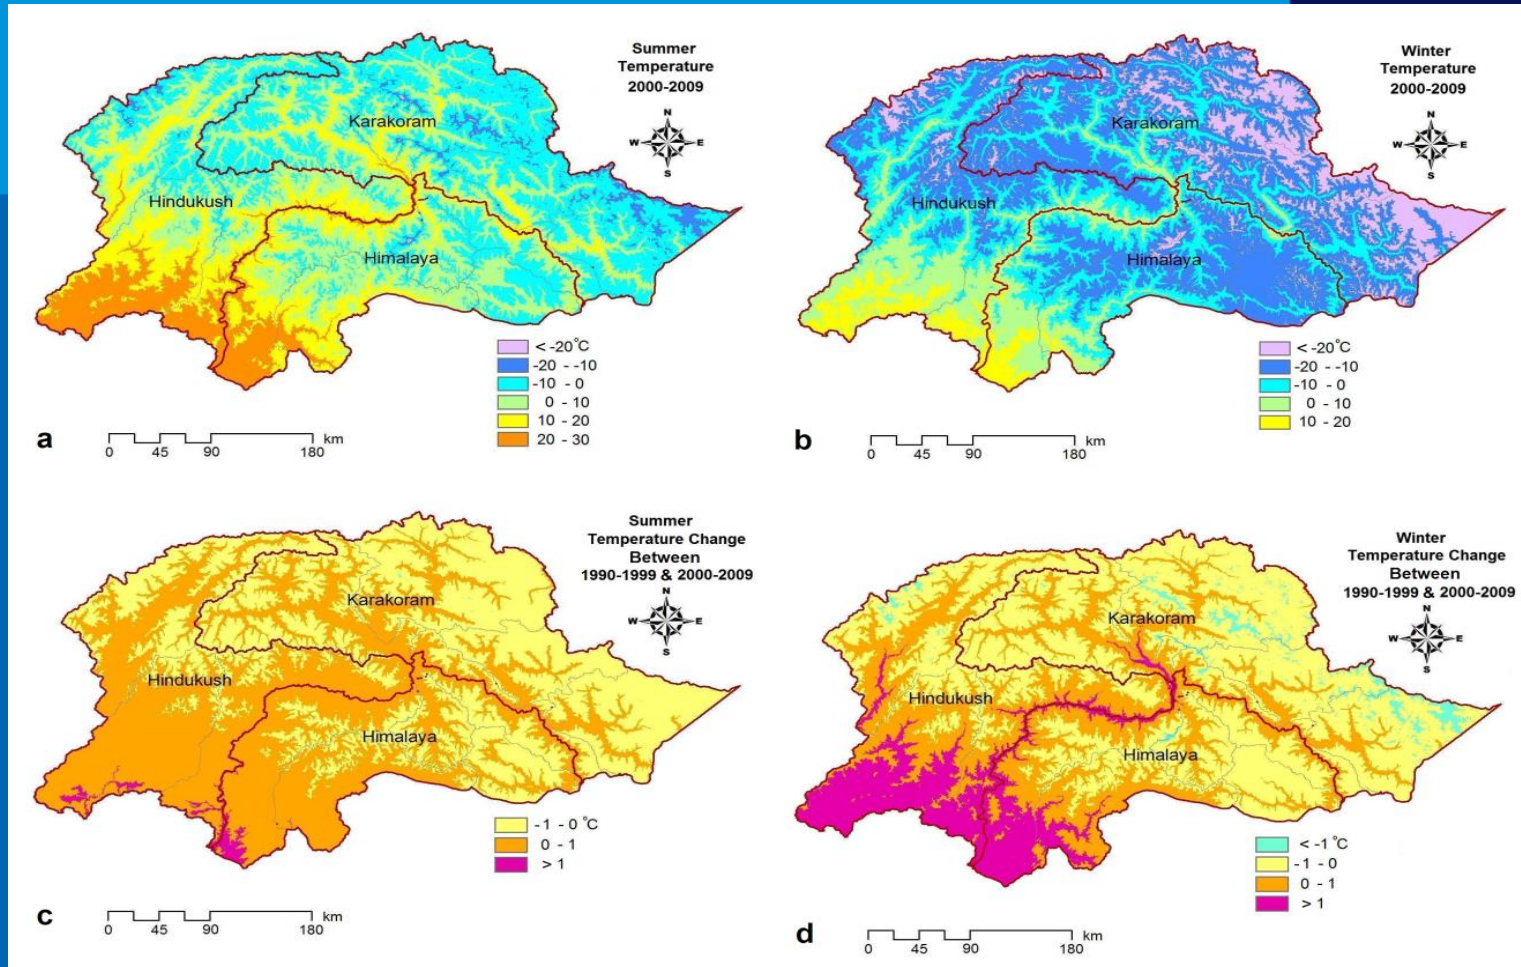 Summer
Temperature
2000-2009
N
W E
S
Karakoram
Hindukush
Himalaya
< -20°C
-20 - -10
-10 - 0
0 - 10
10 - 20
20 - 30
a
km
0 45 90 180
Winter
Temperature
2000-2009
N
W E
S
Karakoram
Hindukush
Himalaya
< -20°C
-20 - -10
-10 - 0
0 - 10
10 - 20
b
km
0 45 90 180
Summer
Temperature Change
Between
1990-1999 & 2000-2009
N
W E
S
Karakoram
Hindukush
Himalaya
-1 - 0 °C
0 - 1
> 1
c
km
0 45 90 180
Winter
Temperature Change
Between
1990-1999 & 2000-2009
N
W E
S
Karakoram
Hindukush
Himalaya
< -1 °C
-1 - 0
0 - 1
> 1
d
km
0 45 90 180